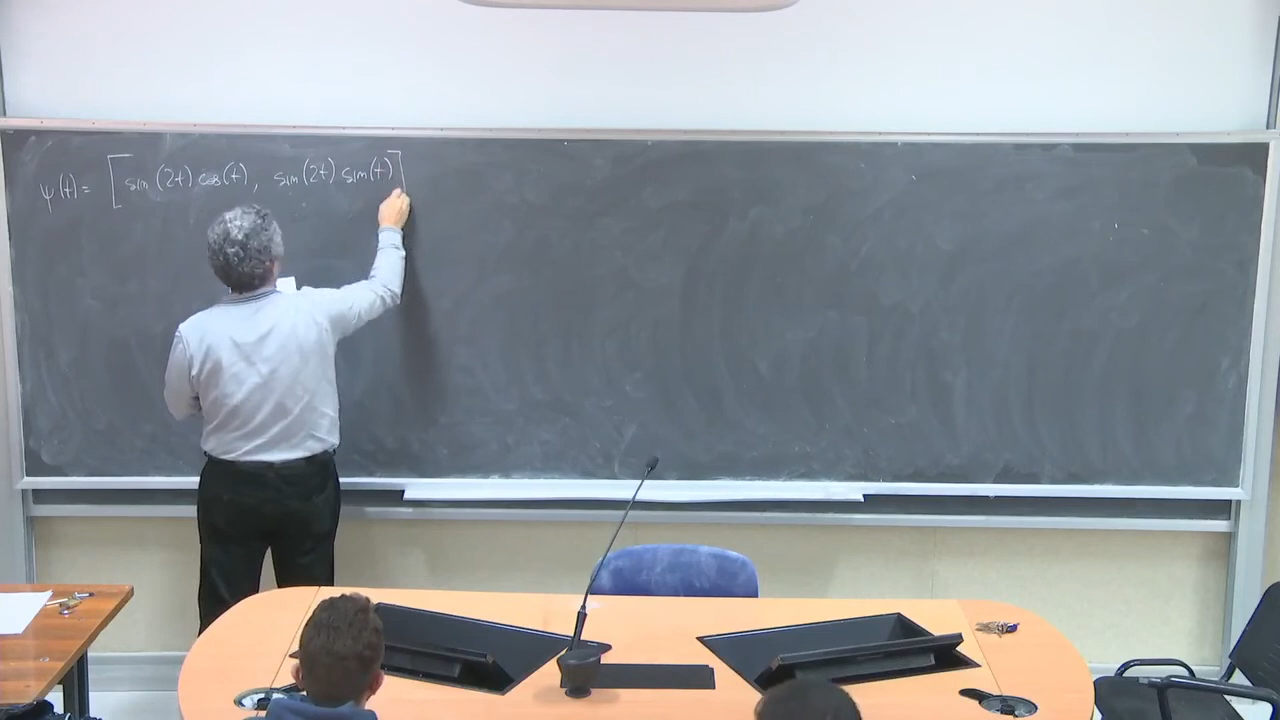 ψ(t) = [sin(2t) cos(t), sin(2t) sin(t)]